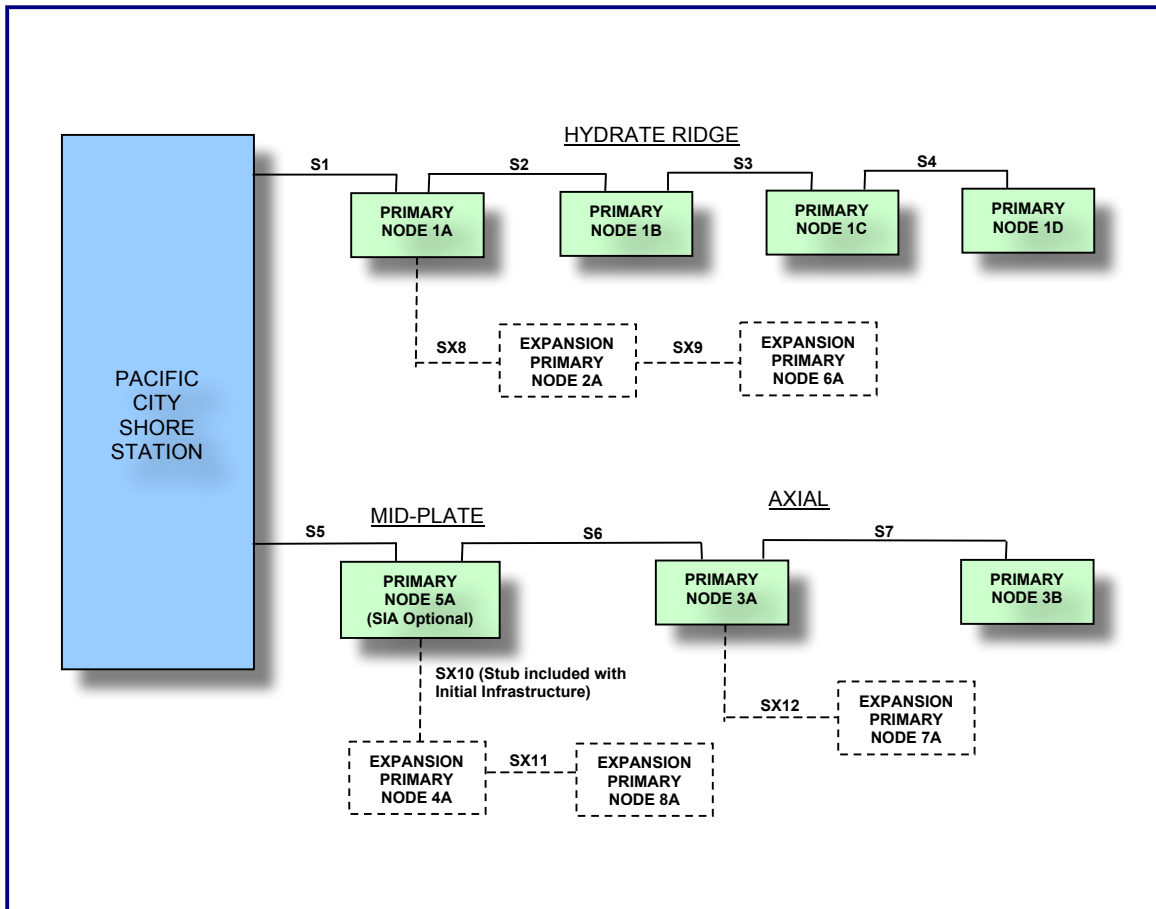 HYDRATE RIDGE
S1
S2
S3
S4
PRIMARY
NODE 1A
PRIMARY
NODE 1B
PRIMARY
NODE 1C
PRIMARY
NODE 1D
SX8
EXPANSION
PRIMARY
NODE 2A
SX9
EXPANSION
PRIMARY
NODE 6A
PACIFIC
CITY
SHORE
STATION
MID-PLATE
AXIAL
S5
S6
S7
PRIMARY
NODE 5A
(SIA Optional)
PRIMARY
NODE 3A
PRIMARY
NODE 3B
SX10 (Stub included with
Initial Infrastructure)
SX12
EXPANSION
PRIMARY
NODE 7A
EXPANSION
PRIMARY
NODE 4A
SX11
EXPANSION
PRIMARY
NODE 8A